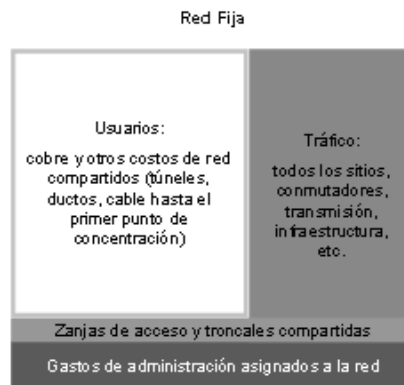 Red Fija
Usuarios:
cobre y otros costos de red
compartidos (túneles,
ductos, cable hasta el
primer punto de
concentración)
Tráfico:
todos los sitios,
conmutadores,
transmisión,
infraestructura,
etc.
Zanjas de acceso y troncales compartidas
Gastos de administración asignados a la red